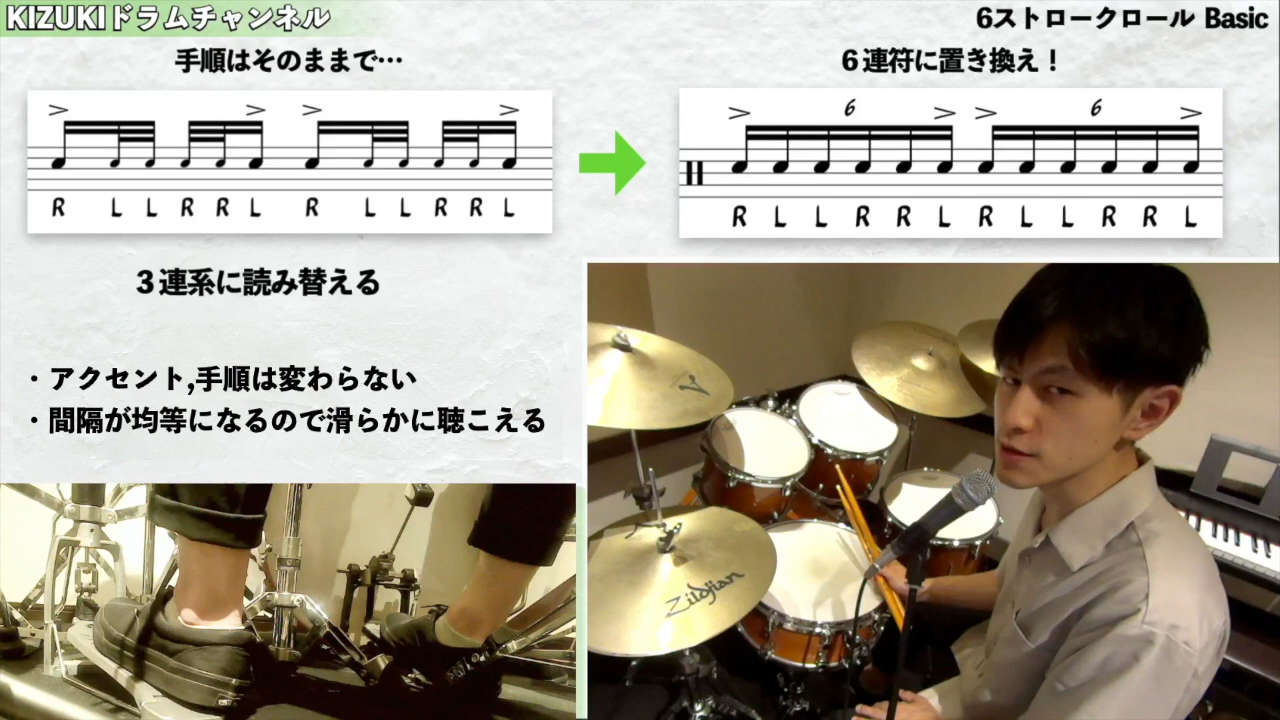 KIZUKIドラムチャンネル
6ストロークロール Basic
手順はそのままで…
6連符に置き換え！
> > > >
R L L R R L R L L R R L
> 6 > > 6 >
R L L R R L R L L R R L
3連系に読み替える
・アクセント,手順は変わらない
・間隔が均等になるので滑らかに聴こえる
Zildjian